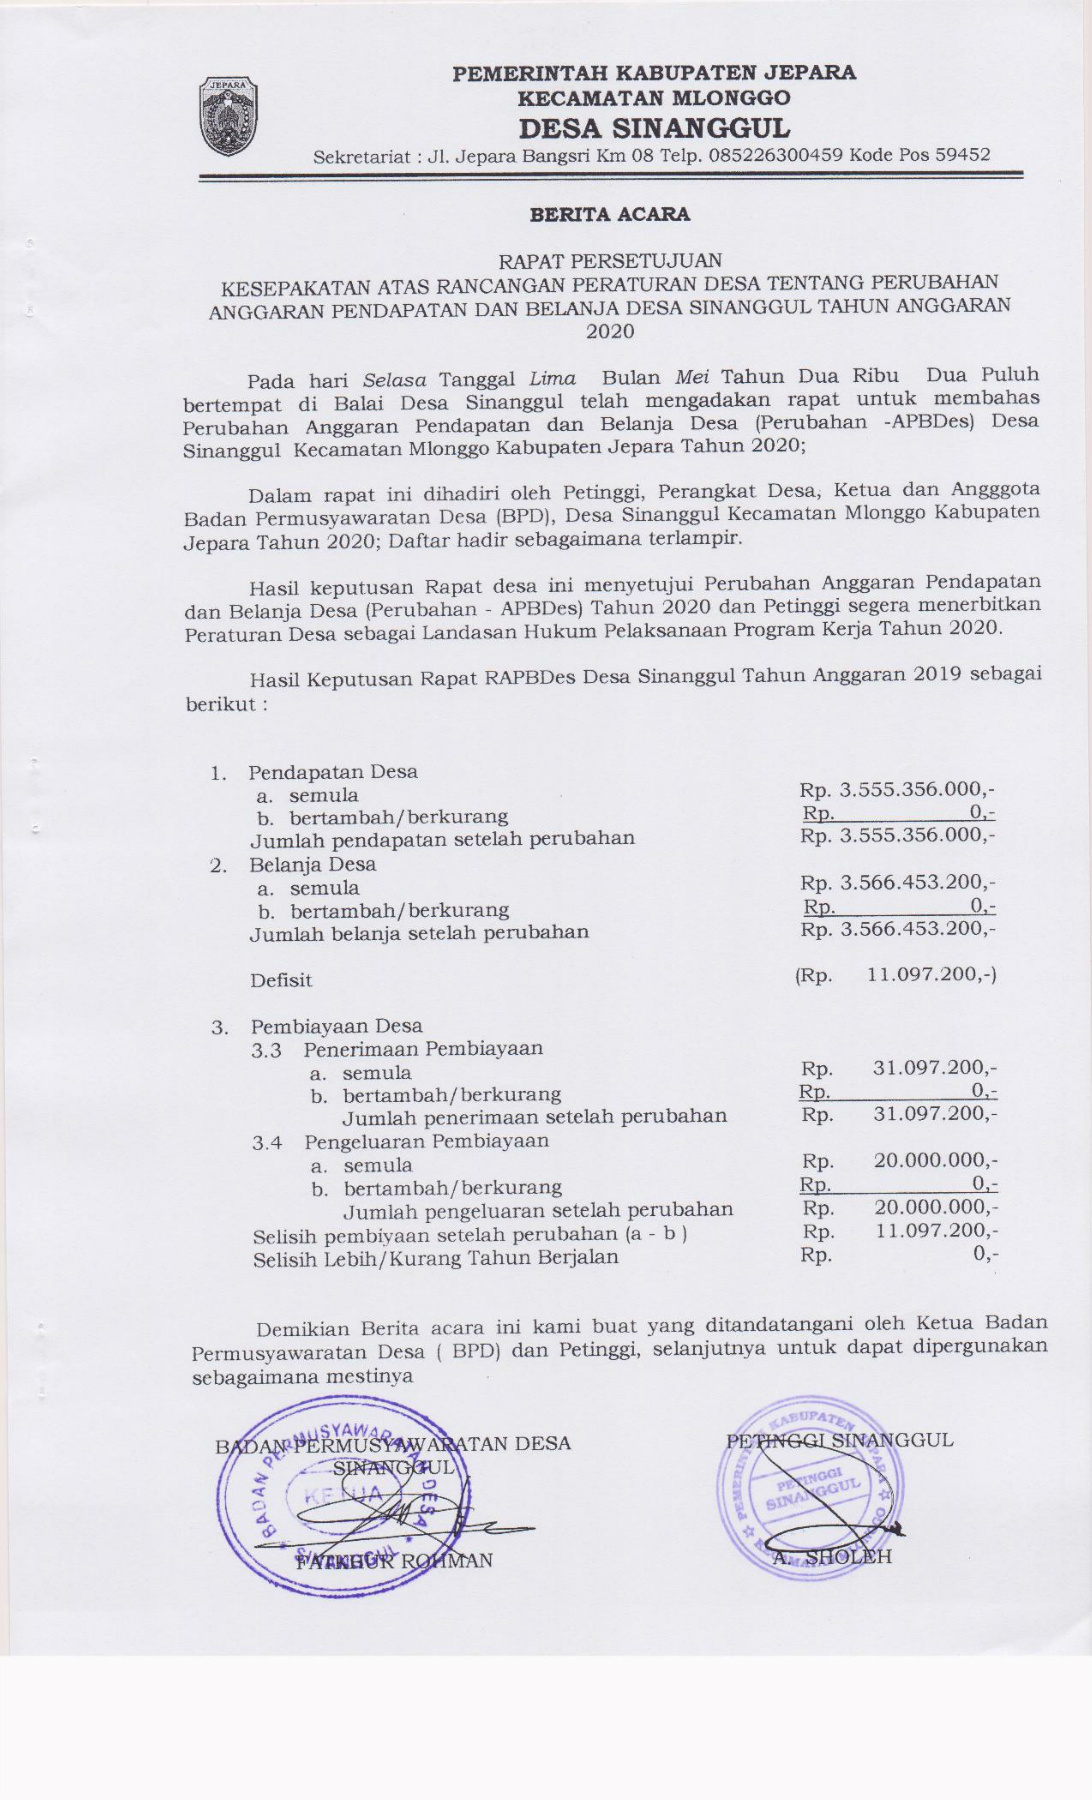 JEPARA
PEMERINTAH KABUPATEN JEPARA
KECAMATAN MLONGGO
DESA SINANGGUL
Sekretariat : Jl. Jepara Bangsri Km 08 Telp. 085226300459 Kode Pos 59452
BERITA ACARA
RAPAT PERSETUJUAN
KESEPAKATAN ATAS RANCANGAN PERATURAN DESA TENTANG PERUBAHAN
ANGGARAN PENDAPATAN DAN BELANJA DESA SINANGGUL TAHUN ANGGARAN
2020
Pada hari Selasa Tanggal Lima Bulan Mei Tahun Dua Ribu Dua Puluh
bertempat di Balai Desa Sinanggul telah mengadakan rapat untuk membahas
Perubahan Anggaran Pendapatan dan Belanja Desa (Perubahan -APBDes) Desa
Sinanggul Kecamatan Mlonggo Kabupaten Jepara Tahun 2020;
Dalam rapat ini dihadiri oleh Petinggi, Perangkat Desa, Ketua dan Angggota
Badan Permusyawaratan Desa (BPD), Desa Sinanggul Kecamatan Mlonggo Kabupaten
Jepara Tahun 2020; Daftar hadir sebagaimana terlampir.
Hasil keputusan Rapat desa ini menyetujui Perubahan Anggaran Pendapatan
dan Belanja Desa (Perubahan - APBDes) Tahun 2020 dan Petinggi segera menerbitkan
Peraturan Desa sebagai Landasan Hukum Pelaksanaan Program Kerja Tahun 2020.
Hasil Keputusan Rapat RAPBDes Desa Sinanggul Tahun Anggaran 2019 sebagai
berikut :
1. Pendapatan Desa
a. semula Rp. 3.555.356.000,-
b. bertambah/berkurang Rp. 0,-
Jumlah pendapatan setelah perubahan Rp. 3.555.356.000,-
2. Belanja Desa
a. semula Rp. 3.566.453.200,-
b. bertambah/berkurang Rp. 0,-
Jumlah belanja setelah perubahan Rp. 3.566.453.200,-
Defisit (Rp. 11.097.200,-)
3. Pembiayaan Desa
3.3 Penerimaan Pembiayaan
a. semula Rp. 31.097.200,-
b. bertambah/berkurang Rp. 0,-
Jumlah penerimaan setelah perubahan Rp. 31.097.200,-
3.4 Pengeluaran Pembiayaan
a. semula Rp. 20.000.000,-
b. bertambah/berkurang Rp. 0,-
Jumlah pengeluaran setelah perubahan Rp. 20.000.000,-
Selisih pembiyaan setelah perubahan (a - b ) Rp. 11.097.200,-
Selisih Lebih/Kurang Tahun Berjalan Rp. 0,-
Demikian Berita acara ini kami buat yang ditandatangani oleh Ketua Badan
Permusyawaratan Desa ( BPD) dan Petinggi, selanjutnya untuk dapat dipergunakan
sebagaimana mestinya
BADAN PERMUSYAWARATAN DESA
SINANGGUL
BADAN PERMUSYAWARATAN DESA
KETUA
SINANGGUL
FATKHUR ROHMAN
PETINGGI SINANGGUL
PEMERINTAH KABUPATEN JEPARA
PETINGGI
SINANGGUL
KECAMATAN MLONGGO
A. SHOLEH